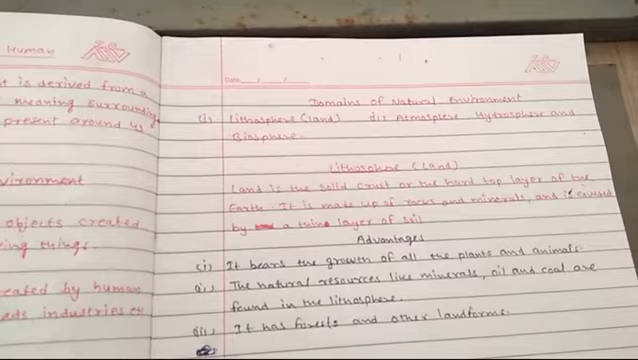 Human
t is derived from a
meaning surrounding
present around us
vironment
objects created
ing things.
eated by human
ads, industries etc
Date
Domains of Natural Environment
(i) Lithosphere (land) (ii) Atmosphere Hydrosphere and
Biosphere.
Lithosphere (Land)
Land is the solid crust or the hard top layer of the
Earth. It is made up of rocks and minerals, and is covered
by a thin layer of soil
Advantages
(i) It bears the growth of all the plants and animals.
(ii) The natural resources like minerals, oil and coal are
found in the lithosphere.
(iii) It has forests and other landforms.